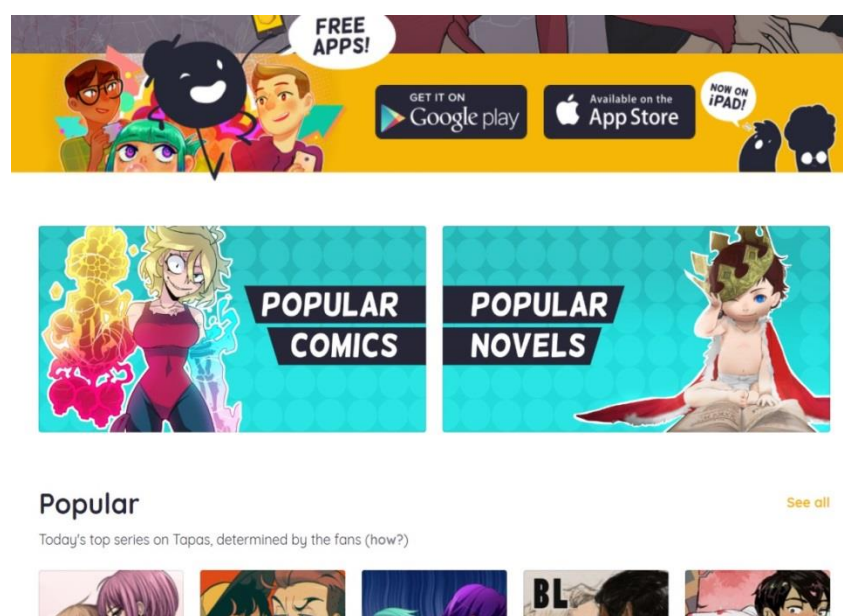 FREE
APPS!
GET IT ON
Google play
Available on the
App Store
NOW ON
iPAD!
POPULAR
COMICS
POPULAR
NOVELS
Popular
See all
Today's top series on Tapas, determined by the fans (how?)
BL